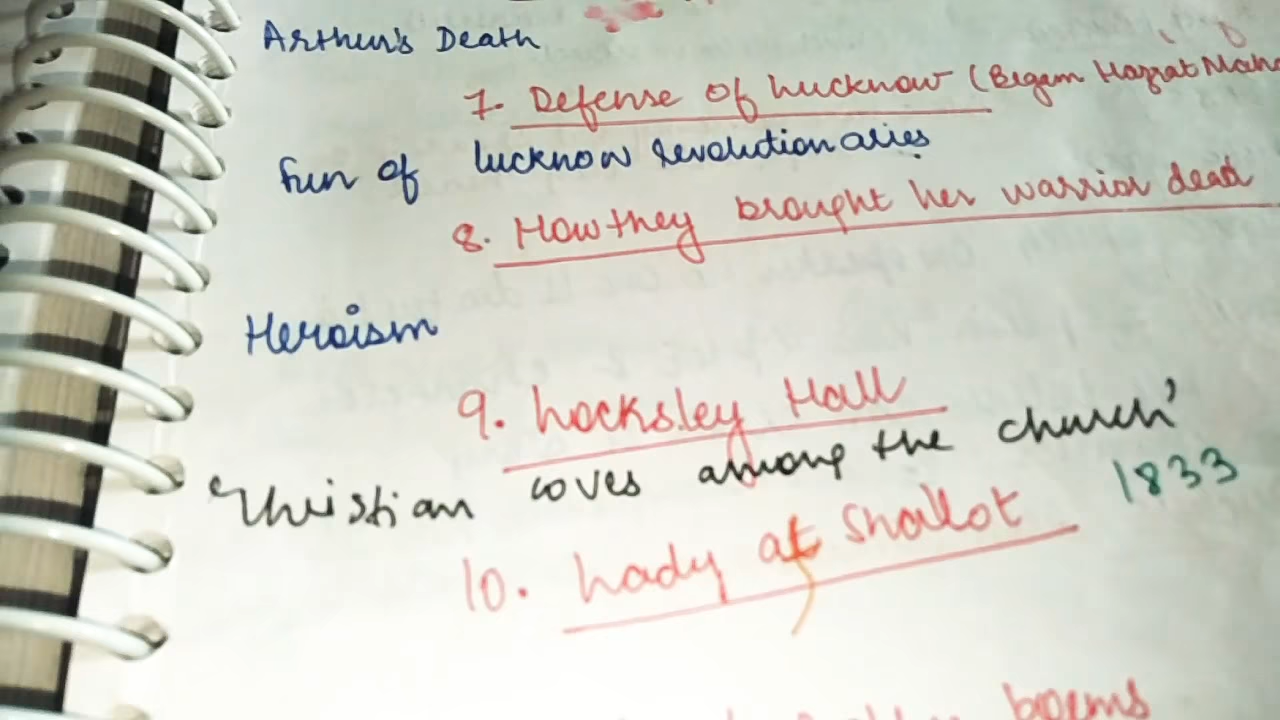 Arthur's Death
7. Defense of Lucknow (Begum Hazrat Maha
Fun of lucknow revolutionaries
8. How they brought her warrior dead
Heroism
9. Locksley Hall
'Christian loves among the church'
1833
10. Lady of Shallot
poems